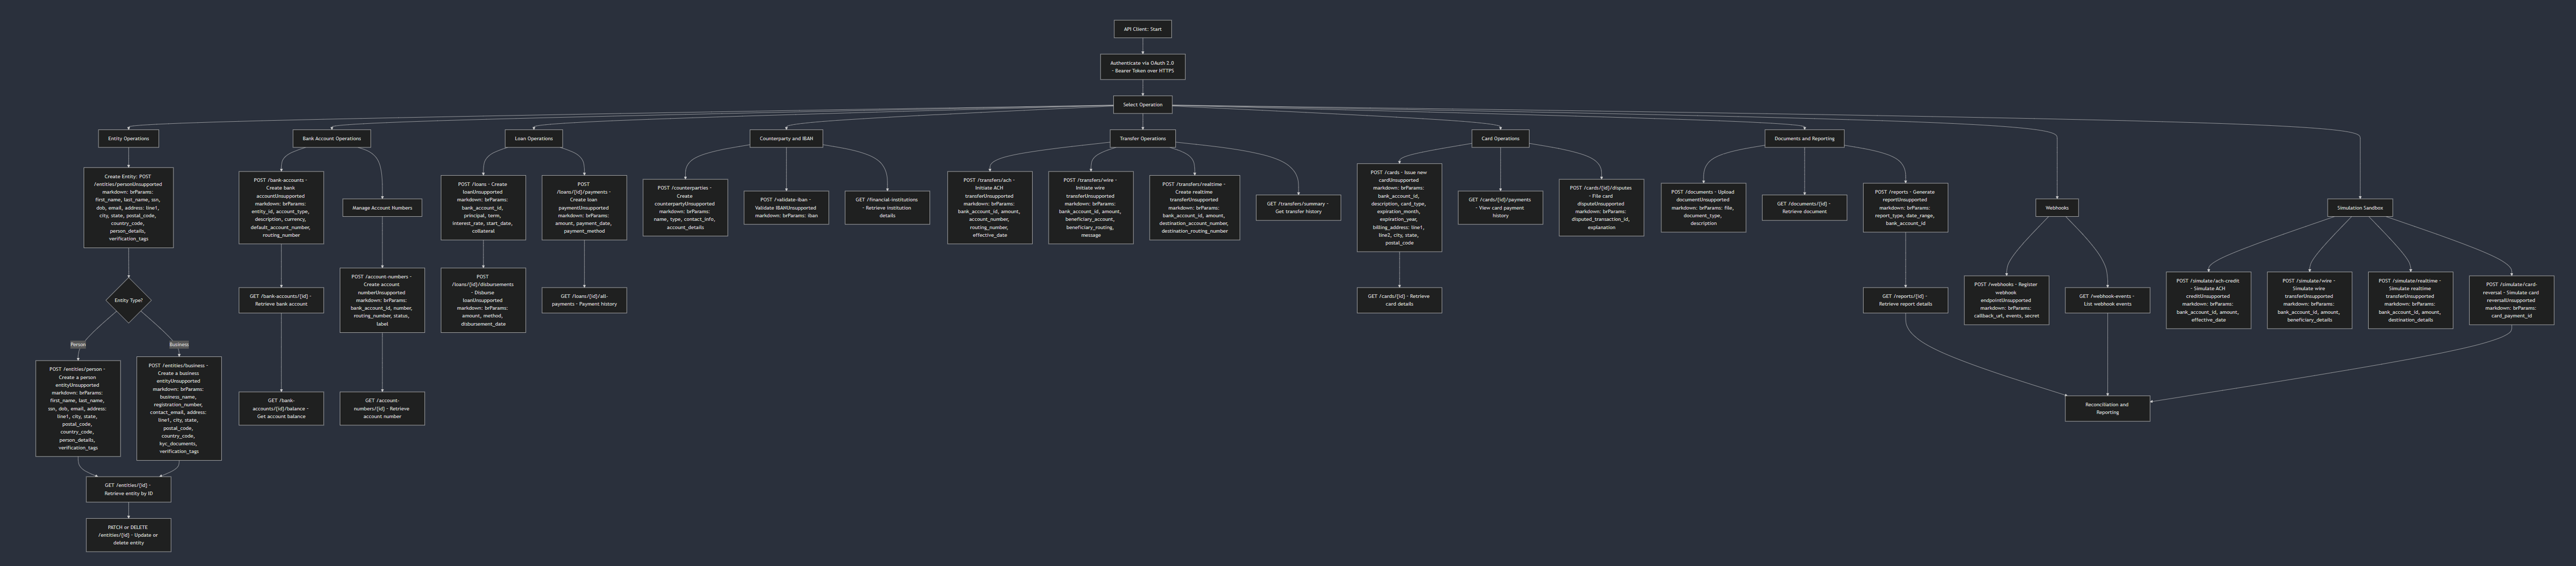 API Client: Start
Authenticate via OAuth 2.0
- Bearer Token over HTTPS
Select Operation
Entity Operations
Bank Account Operations
Loan Operations
Counterparty and IBAN
Transfer Operations
Card Operations
Documents and Reporting
Create Entity: POST
/entities/personUnsupported
markdown: brParams:
first_name, last_name, ssn,
dob, email, address: line1,
city, state, postal_code,
country_code,
person_details,
verification_tags
POST /bank-accounts -
Create bank
accountUnsupported
markdown: brParams:
entity_id, account_type,
description, currency,
default_account_number,
routing_number
Manage Account Numbers
POST /loans - Create
loanUnsupported
markdown: brParams:
bank_account_id,
principal, term,
interest_rate, start_date,
collateral
POST
/loans/[id]/payments -
Create loan
paymentUnsupported
markdown: brParams:
amount, payment_date,
payment_method
POST /counterparties -
Create
counterpartyUnsupported
markdown: brParams:
name, type, contact_info,
account_details
POST /validate-iban -
Validate IBANUnsupported
markdown: brParams: iban
GET /financial-institutions
- Retrieve institution
details
POST /transfers/ach -
Initiate ACH
transferUnsupported
markdown: brParams:
bank_account_id, amount,
account_number,
routing_number,
effective_date
POST /transfers/wire -
Initiate wire
transferUnsupported
markdown: brParams:
bank_account_id, amount,
beneficiary_account,
beneficiary_routing,
message
POST /transfers/realtime -
Create realtime
transferUnsupported
markdown: brParams:
bank_account_id, amount,
destination_account_number,
destination_routing_number
GET /transfers/summary -
Get transfer history
POST /cards - Issue new
cardUnsupported
markdown: brParams:
bank_account_id,
description, card_type,
expiration_month,
expiration_year,
billing_address: line1,
line2, city, state,
postal_code
GET /cards/[id]/payments
- View card payment
history
POST /cards/[id]/disputes
- File card
disputeUnsupported
markdown: brParams:
disputed_transaction_id,
explanation
POST /documents - Upload
documentUnsupported
markdown: brParams: file,
document_type,
description
GET /documents/[id] -
Retrieve document
POST /reports - Generate
reportUnsupported
markdown: brParams:
report_type, date_range,
bank_account_id
Webhooks
Simulation Sandbox
Entity Type?
Person
Business
GET /bank-accounts/[id] -
Retrieve bank account
POST /account-numbers -
Create account
numberUnsupported
markdown: brParams:
bank_account_id, number,
routing_number, status,
label
POST
/loans/[id]/disbursements
- Disburse
loanUnsupported
markdown: brParams:
amount, method,
disbursement_date
GET /loans/[id]/all-
payments - Payment history
GET /cards/[id] - Retrieve
card details
GET /reports/[id] -
Retrieve report details
POST /webhooks - Register
webhook
endpointUnsupported
markdown: brParams:
callback_url, events, secret
GET /webhook-events -
List webhook events
POST /simulate/ach-credit
- Simulate ACH
creditUnsupported
markdown: brParams:
bank_account_id, amount,
effective_date
POST /simulate/wire -
Simulate wire
transferUnsupported
markdown: brParams:
bank_account_id, amount,
beneficiary_details
POST /simulate/realtime -
Simulate realtime
transferUnsupported
markdown: brParams:
bank_account_id, amount,
destination_details
POST /simulate/card-
reversal - Simulate card
reversalUnsupported
markdown: brParams:
card_payment_id
POST /entities/person -
Create a person
entityUnsupported
markdown: brParams:
first_name, last_name,
ssn, dob, email, address:
line1, city, state,
postal_code,
country_code,
person_details,
verification_tags
POST /entities/business -
Create a business
entityUnsupported
markdown: brParams:
business_name,
registration_number,
contact_email, address:
line1, city, state,
postal_code,
country_code,
kyc_documents,
verification_tags
GET /bank-
accounts/[id]/balance -
Get account balance
GET /account-
numbers/[id] - Retrieve
account number
Reconciliation and
Reporting
GET /entities/[id] -
Retrieve entity by ID
PATCH or DELETE
/entities/[id] - Update or
delete entity